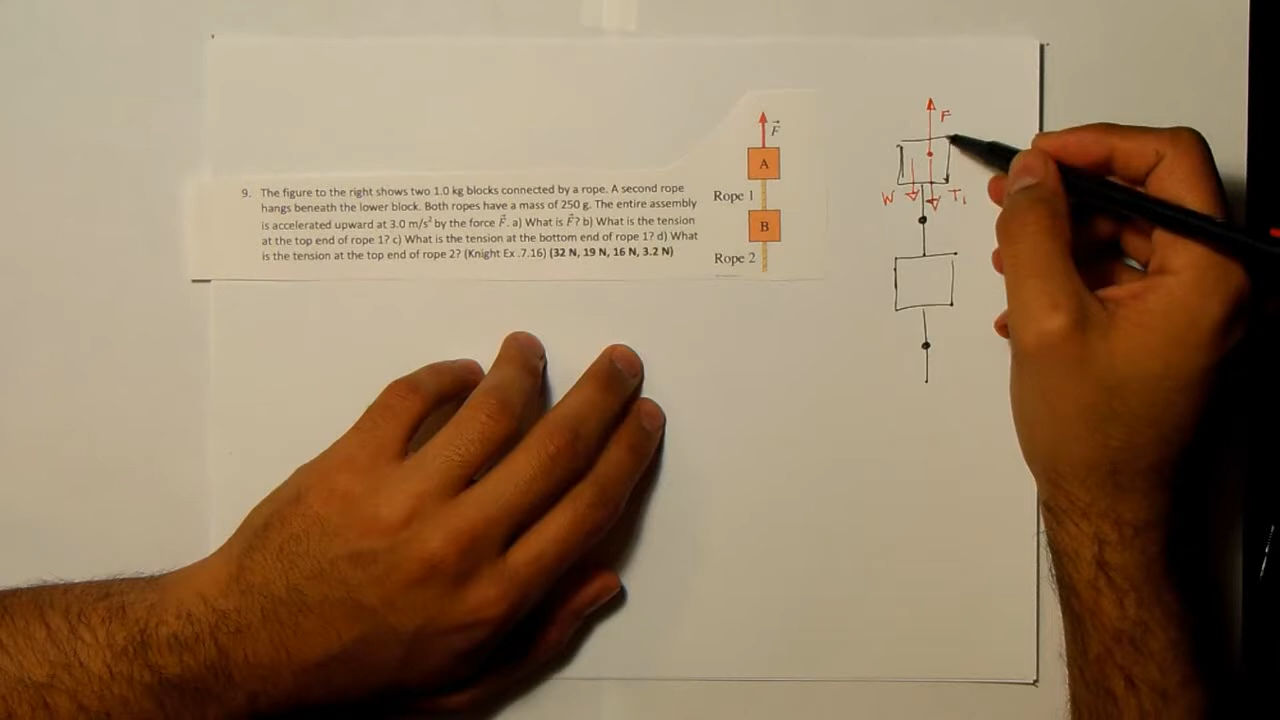 9. The figure to the right shows two 1.0 kg blocks connected by a rope. A second rope
hangs beneath the lower block. Both ropes have a mass of 250 g. The entire assembly
is accelerated upward at 3.0 m/s² by the force F⃗. a) What is F⃗? b) What is the tension
at the top end of rope 1? c) What is the tension at the bottom end of rope 1? d) What
is the tension at the top end of rope 2? (Knight Ex .7.16) (32 N, 19 N, 16 N, 3.2 N)
F⃗
A
Rope 1
B
Rope 2
F
W T₁